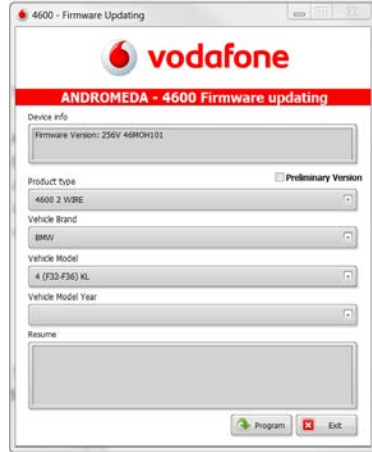 4600 - Firmware Updating
vodafone
ANDROMEDA - 4600 Firmware updating
Device info
Firmware Version: 256V 46MOH101
Product type
Preliminary Version
4600 2 WIRE
Vehicle Brand
BMW
Vehicle Model
4 (F32-F36) KL
Vehicle Model Year
Resume
Program
Exit